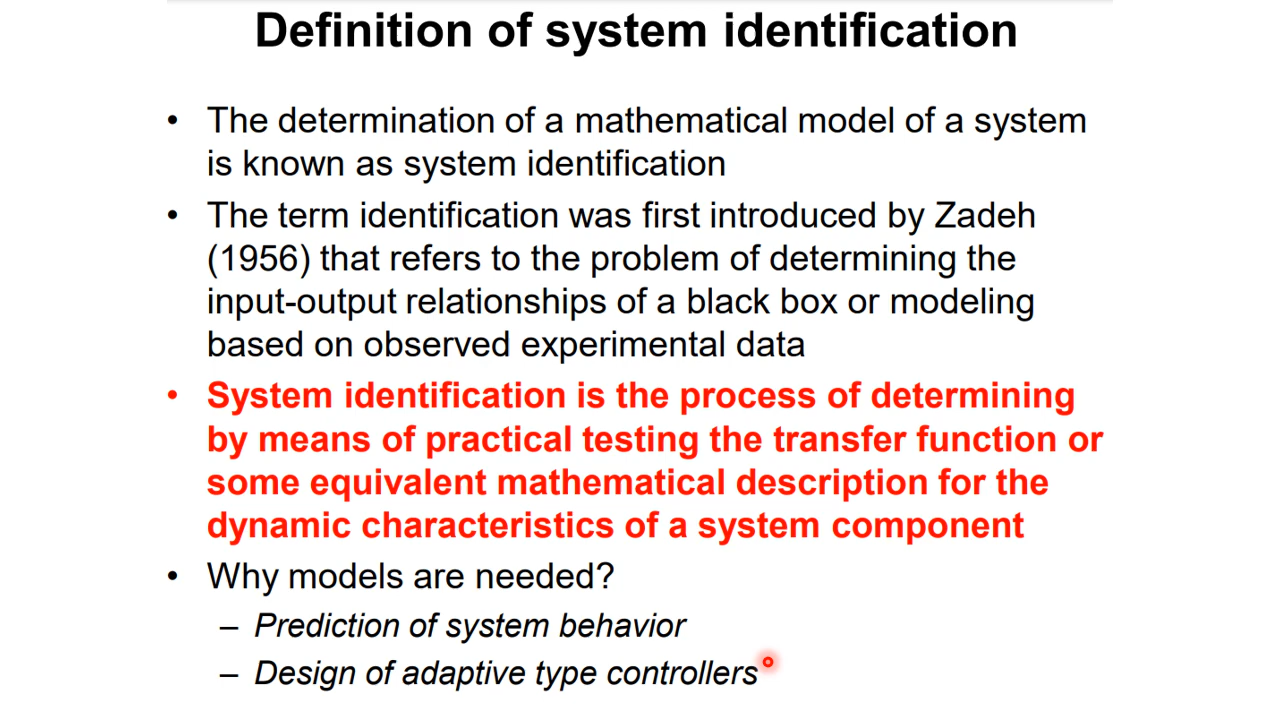 Definition of system identification
• The determination of a mathematical model of a system
is known as system identification
• The term identification was first introduced by Zadeh
(1956) that refers to the problem of determining the
input-output relationships of a black box or modeling
based on observed experimental data
• System identification is the process of determining
by means of practical testing the transfer function or
some equivalent mathematical description for the
dynamic characteristics of a system component
• Why models are needed?
– Prediction of system behavior
– Design of adaptive type controllers